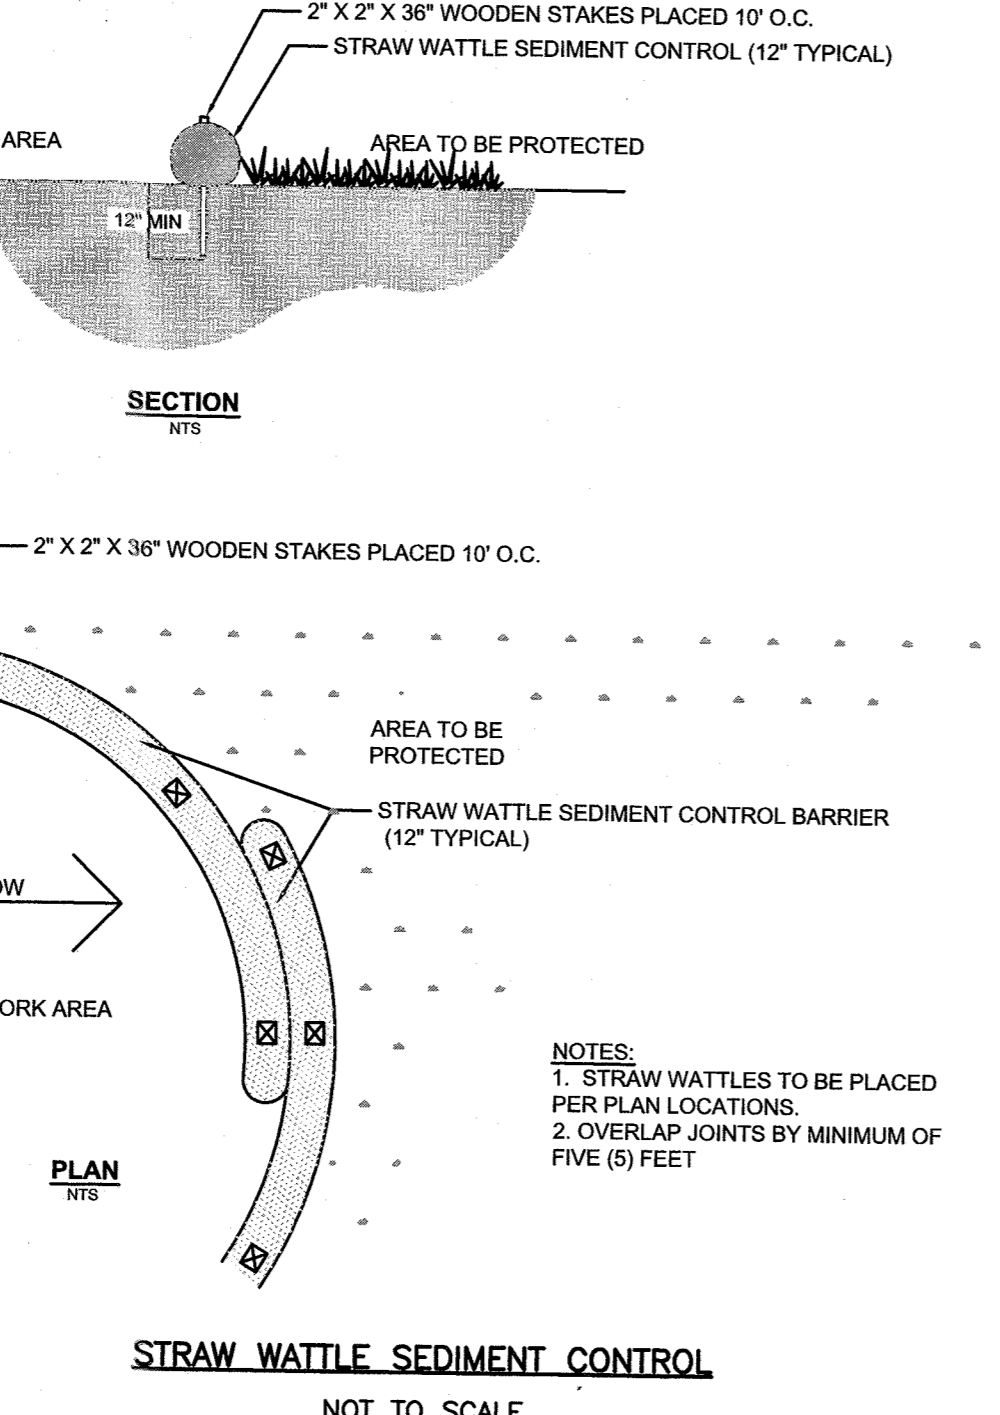 2" X 2" X 36" WOODEN STAKES PLACED 10' O.C.
STRAW WATTLE SEDIMENT CONTROL (12" TYPICAL)
AREA
AREA TO BE PROTECTED
12" MIN
SECTION
NTS
2" X 2" X 36" WOODEN STAKES PLACED 10' O.C.
AREA TO BE
PROTECTED
STRAW WATTLE SEDIMENT CONTROL BARRIER
(12" TYPICAL)
OW
ORK AREA
NOTES:
1. STRAW WATTLES TO BE PLACED
PER PLAN LOCATIONS.
2. OVERLAP JOINTS BY MINIMUM OF
FIVE (5) FEET
PLAN
NTS
STRAW WATTLE SEDIMENT CONTROL
NOT TO SCALE